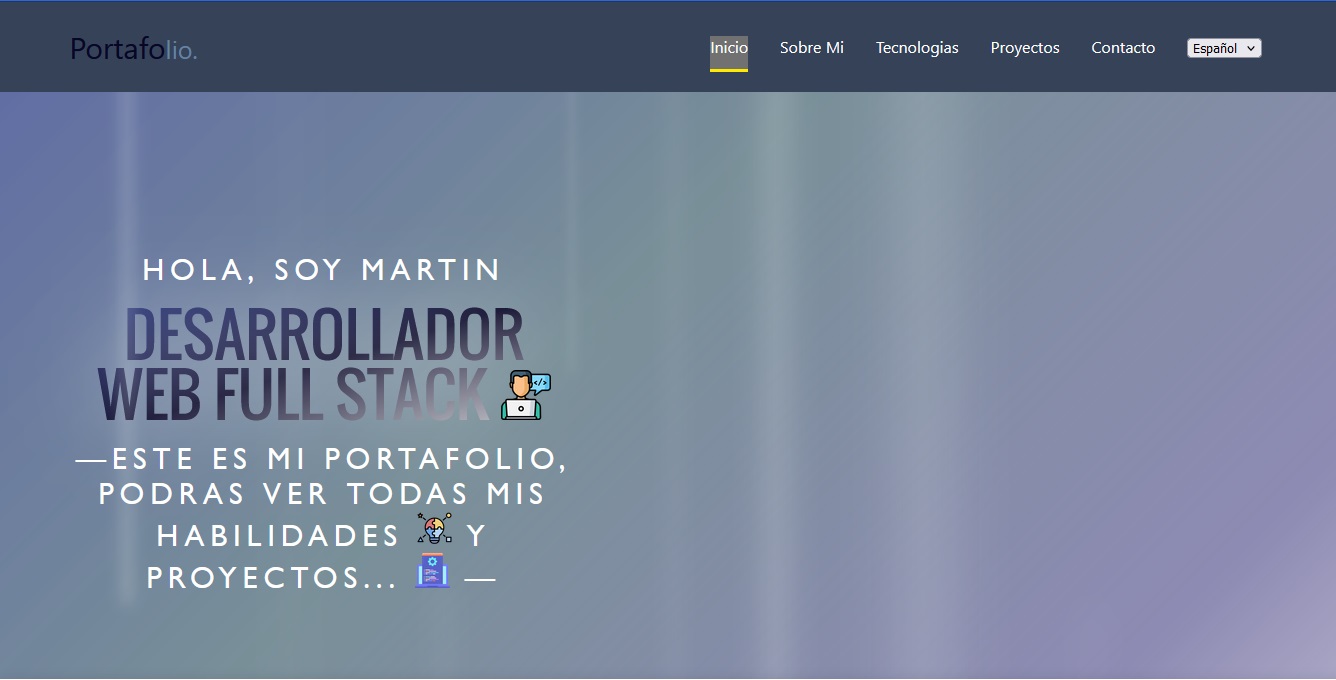 Portafolio.
Inicio Sobre Mi Tecnologias Proyectos Contacto Español
HOLA, SOY MARTIN
DESARROLLADOR
WEB FULL STACK
—ESTE ES MI PORTAFOLIO,
PODRAS VER TODAS MIS
HABILIDADES Y
PROYECTOS... —